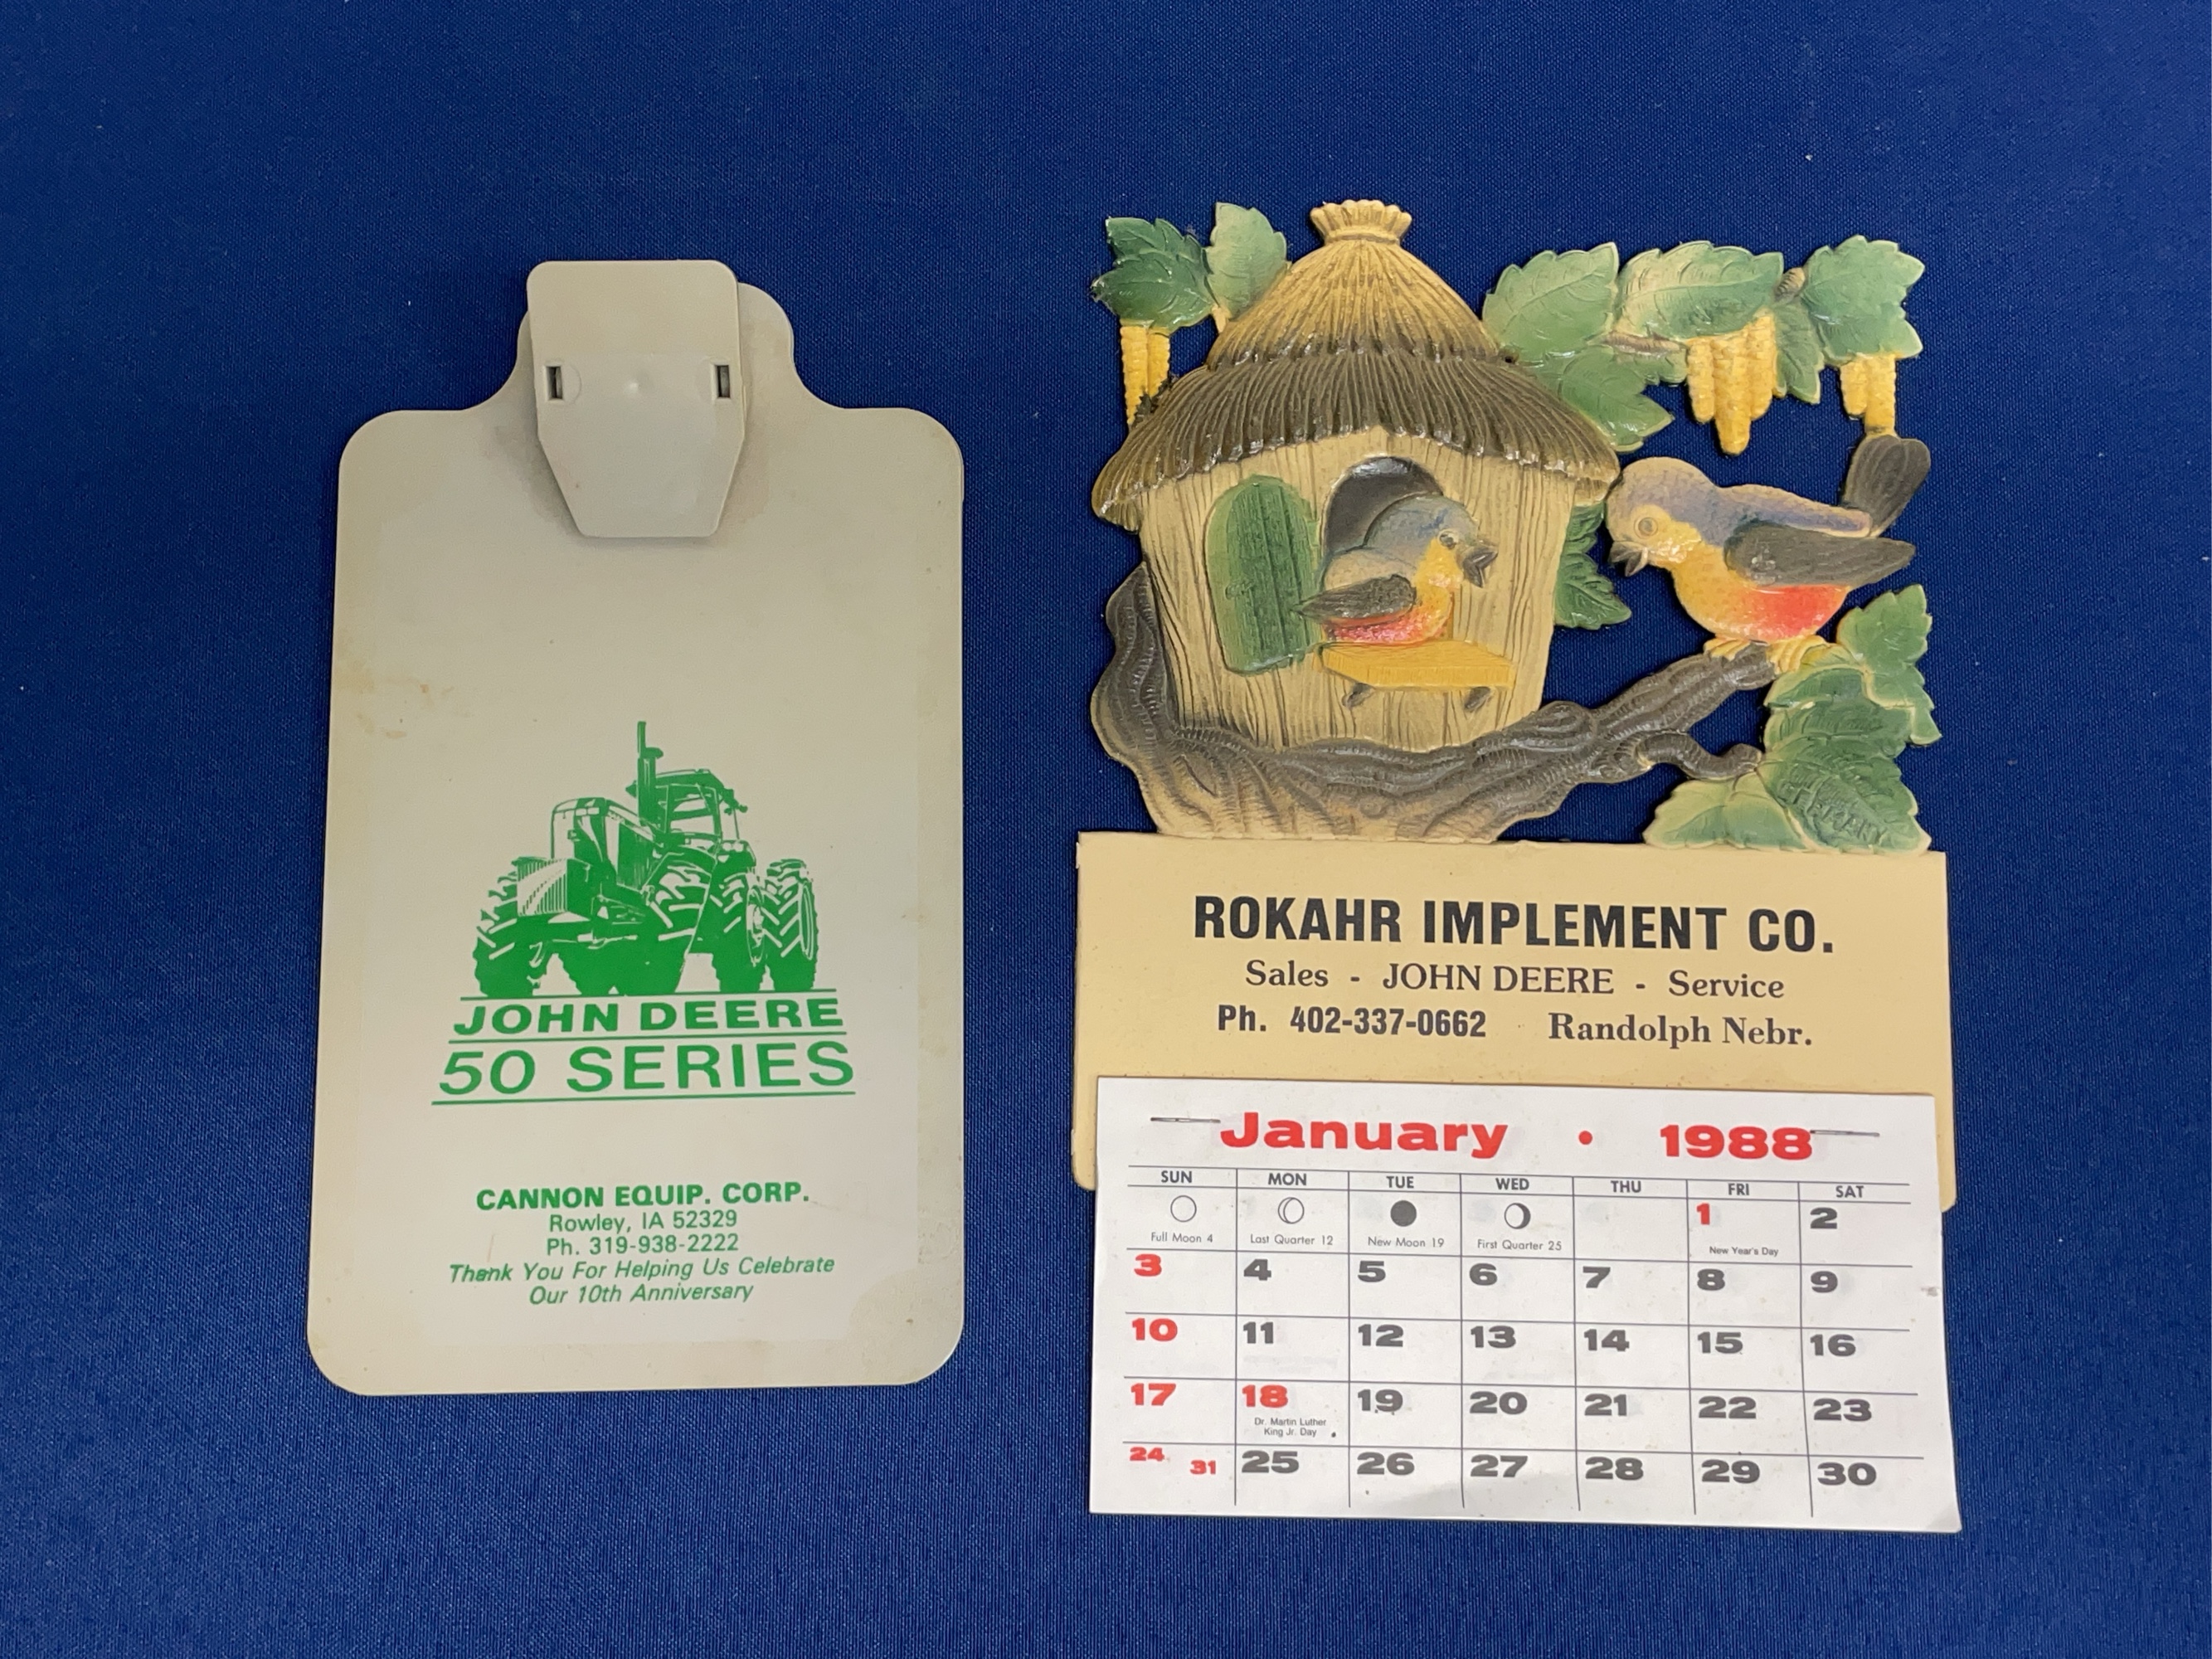 JOHN DEERE
50 SERIES
CANNON EQUIP. CORP.
Rowley, IA 52329
Ph. 319-938-2222
Thank You For Helping Us Celebrate
Our 10th Anniversary
GERMANY
ROKAHR IMPLEMENT CO.
Sales - JOHN DEERE - Service
Ph. 402-337-0662 Randolph Nebr.
January • 1988
SUN MON TUE WED THU FRI SAT
Full Moon 4 Last Quarter 12 New Moon 19 First Quarter 25 1 2
New Year's Day
3 4 5 6 7 8 9
10 11 12 13 14 15 16
17 18 19 20 21 22 23
Dr. Martin Luther
King Jr. Day
24 31 25 26 27 28 29 30